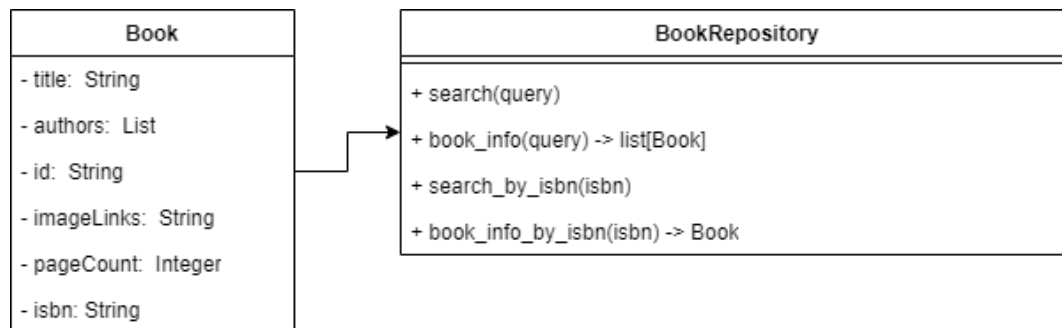 Book
- title: String
- authors: List
- id: String
- imageLinks: String
- pageCount: Integer
- isbn: String
BookRepository
+ search(query)
+ book_info(query) -> list[Book]
+ search_by_isbn(isbn)
+ book_info_by_isbn(isbn) -> Book